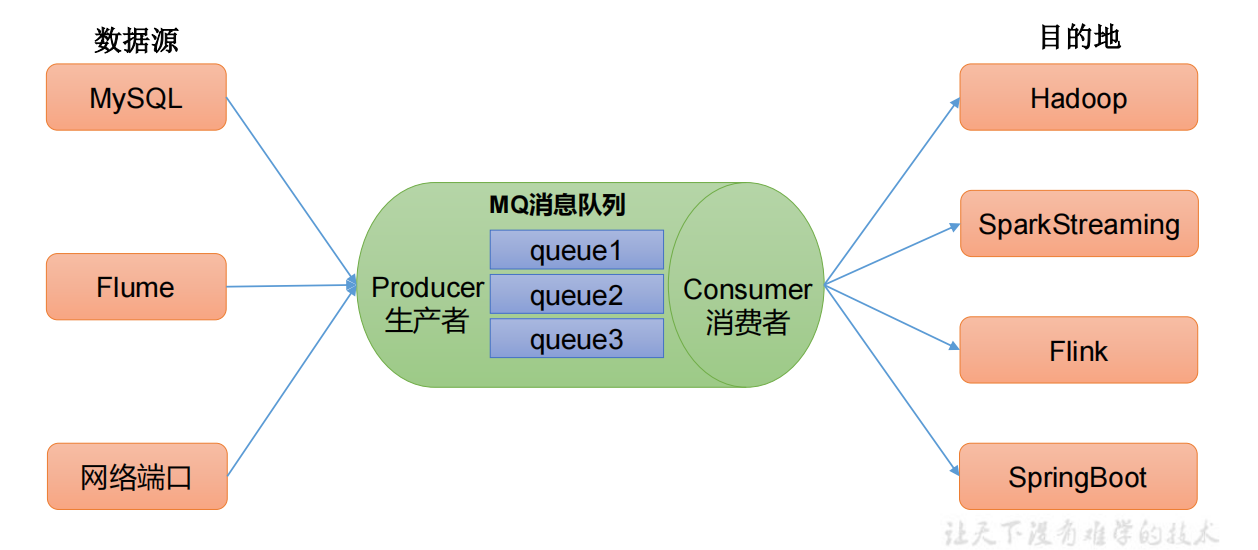 数据源
MySQL
Flume
网络端口
MQ消息队列
Producer
生产者
queue1
queue2
queue3
Consumer
消费者
目的地
Hadoop
SparkStreaming
Flink
SpringBoot
让天下没有难学的技术